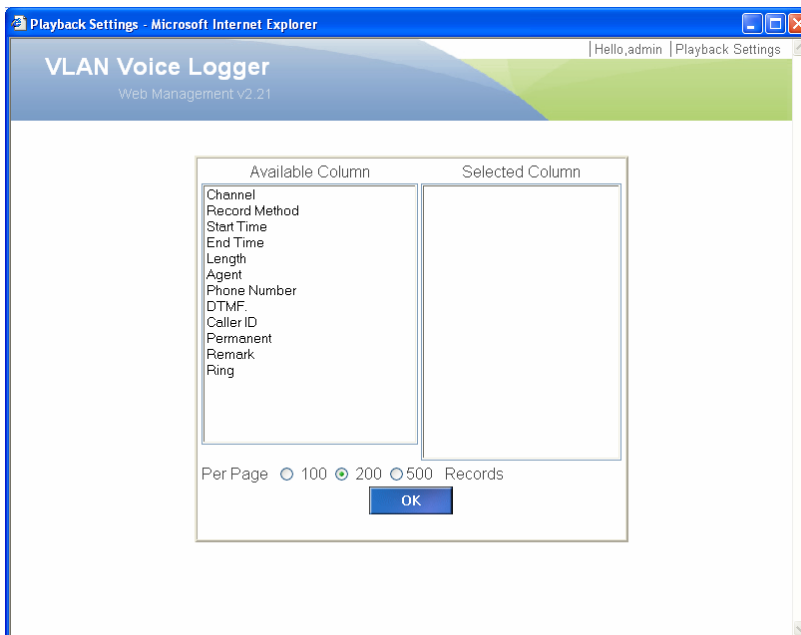 Playback Settings - Microsoft Internet Explorer
|Hello,admin |Playback Settings
VLAN Voice Logger
Web Management v2.21
Available Column
Selected Column
Channel
Record Method
Start Time
End Time
Length
Agent
Phone Number
DTMF.
Caller ID
Permanent
Remark
Ring
Per Page 100 200 500 Records
OK